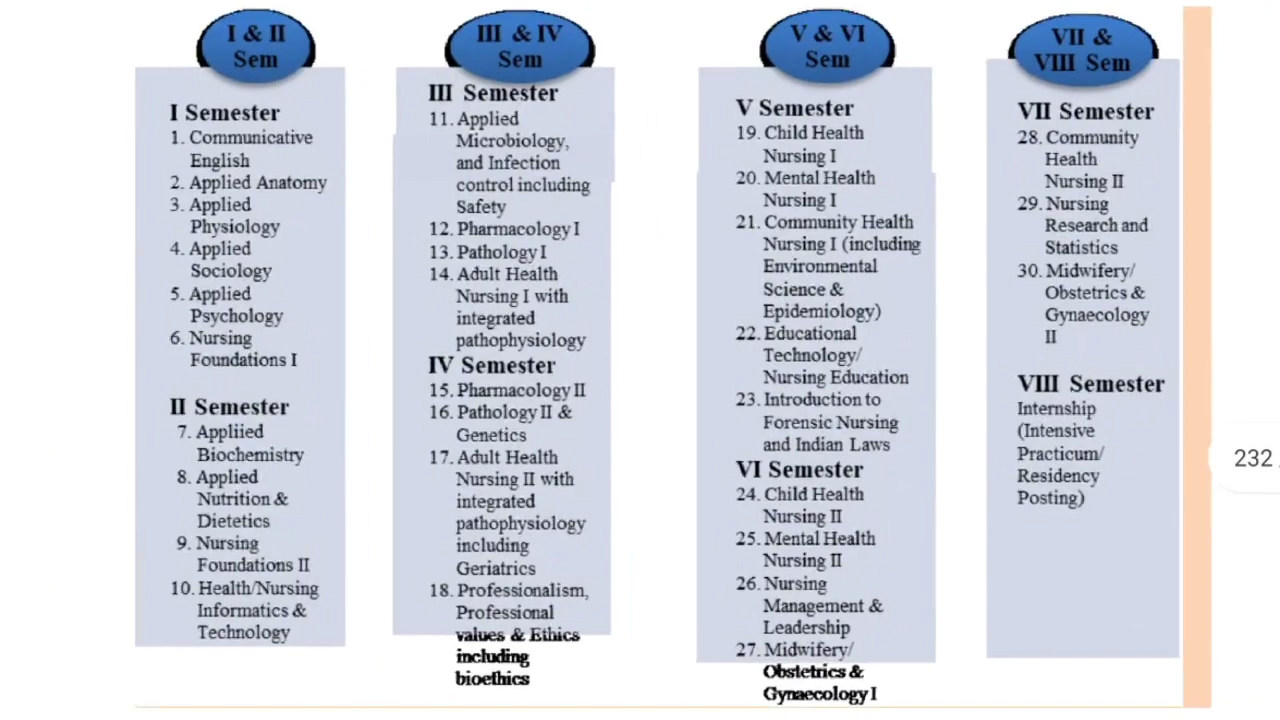 I & II
Sem
I Semester
1. Communicative
English
2. Applied Anatomy
3. Applied
Physiology
4. Applied
Sociology
5. Applied
Psychology
6. Nursing
Foundations I
II Semester
7. Appliied
Biochemistry
8. Applied
Nutrition &
Dietetics
9. Nursing
Foundations II
10. Health/Nursing
Informatics &
Technology
III & IV
Sem
III Semester
11. Applied
Microbiology,
and Infection
control including
Safety
12. Pharmacology I
13. Pathology I
14. Adult Health
Nursing I with
integrated
pathophysiology
IV Semester
15. Pharmacology II
16. Pathology II &
Genetics
17. Adult Health
Nursing II with
integrated
pathophysiology
including
Geriatrics
18. Professionalism,
Professional
values & Ethics
including
bioethics
V & VI
Sem
V Semester
19. Child Health
Nursing I
20. Mental Health
Nursing I
21. Community Health
Nursing I (including
Environmental
Science &
Epidemiology)
22. Educational
Technology/
Nursing Education
23. Introduction to
Forensic Nursing
and Indian Laws
VI Semester
24. Child Health
Nursing II
25. Mental Health
Nursing II
26. Nursing
Management &
Leadership
27. Midwifery/
Obstetrics &
Gynaecology I
VII &
VIII Sem
VII Semester
28. Community
Health
Nursing II
29. Nursing
Research and
Statistics
30. Midwifery/
Obstetrics &
Gynaecology
II
VIII Semester
Internship
(Intensive
Practicum/
Residency
Posting)
232 /